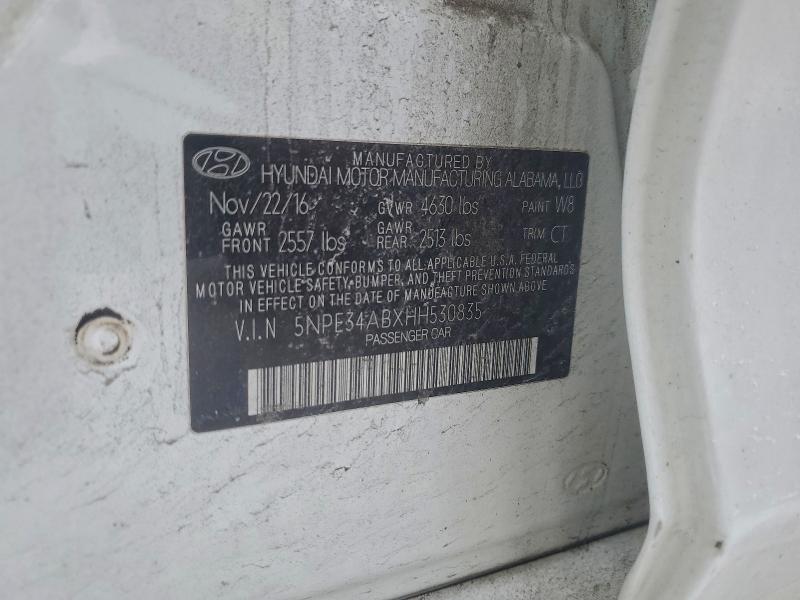 MANUFACTURED BY
HYUNDAI MOTOR MANUFACTURING ALABAMA, LLC
Nov/22/16 GVWR 4630 lbs PAINT W8
GAWR FRONT 2557 lbs GAWR REAR 2513 lbs TRIM CT
THIS VEHICLE CONFORMS TO ALL APPLICABLE U.S.A. FEDERAL
MOTOR VEHICLE SAFETY, BUMPER, AND THEFT PREVENTION STANDARDS
IN EFFECT ON THE DATE OF MANUFACTURE SHOWN ABOVE.
V.I.N 5NPE34ABXHH530835
PASSENGER CAR